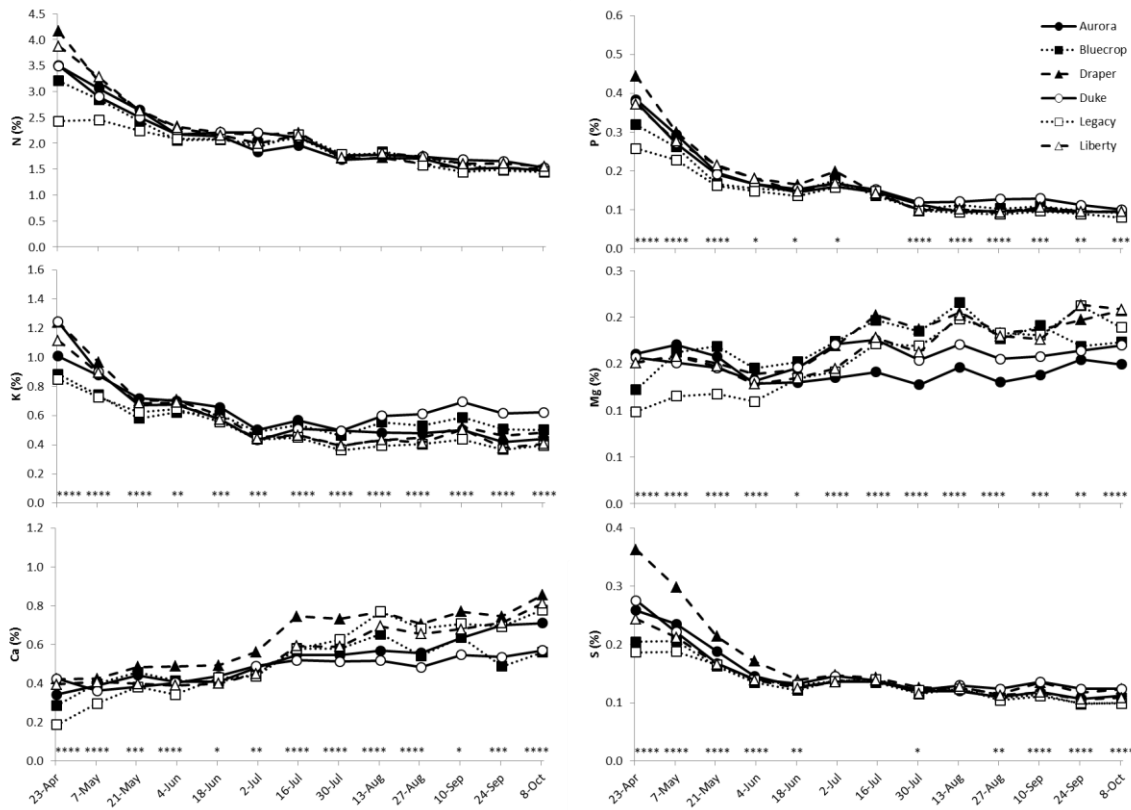 N (%)
4.5
4.0
3.5
3.0
2.5
2.0
1.5
1.0
0.5
0.0
P (%)
0.6
0.5
0.4
0.3
0.2
0.1
0.0
Aurora
Bluecrop
Draper
Duke
Legacy
Liberty
**** **** **** * * * **** **** **** *** ** ***
K (%)
1.6
1.4
1.2
1.0
0.8
0.6
0.4
0.2
0.0
**** **** **** ** *** *** **** **** **** **** **** **** ****
Mg (%)
0.3
0.2
0.2
0.1
0.1
0.0
**** **** **** **** * **** **** **** **** **** *** ** ****
Ca (%)
1.2
1.0
0.8
0.6
0.4
0.2
0.0
**** **** *** **** * ** **** **** **** **** * *** ****
23-Apr 7-May 21-May 4-Jun 18-Jun 2-Jul 16-Jul 30-Jul 13-Aug 27-Aug 10-Sep 24-Sep 8-Oct
S (%)
0.4
0.3
0.2
0.1
0.0
**** **** **** **** ** * ** **** **** ****
23-Apr 7-May 21-May 4-Jun 18-Jun 2-Jul 16-Jul 30-Jul 13-Aug 27-Aug 10-Sep 24-Sep 8-Oct